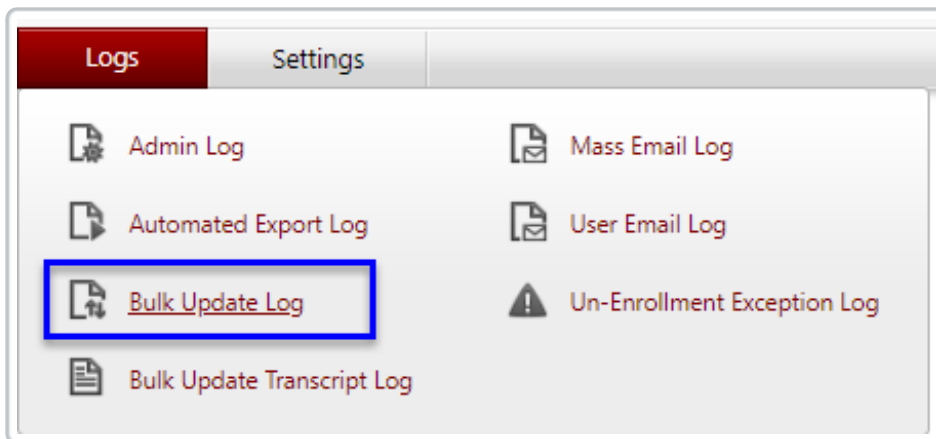 Logs
Settings
Admin Log
Mass Email Log
Automated Export Log
User Email Log
Bulk Update Log
Un-Enrollment Exception Log
Bulk Update Transcript Log